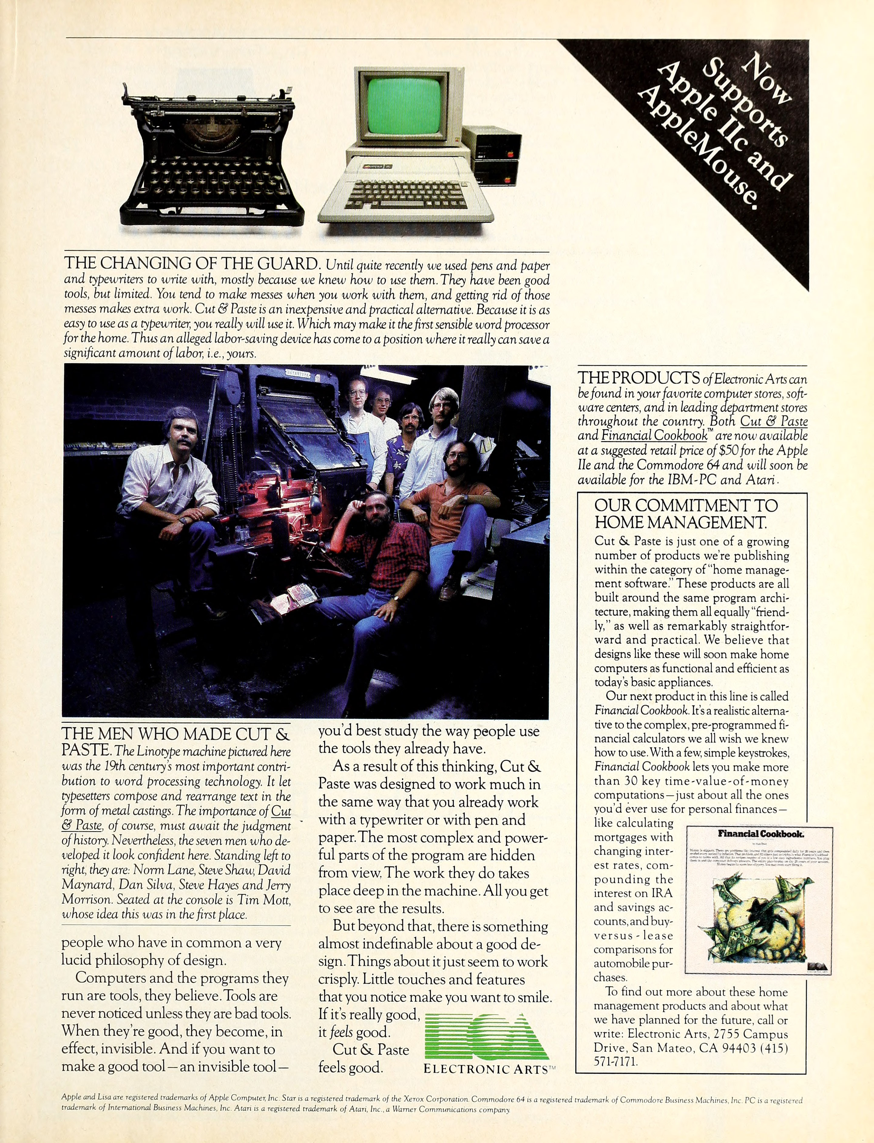 Now
Supports
Apple IIc and
AppleMouse.
THE CHANGING OF THE GUARD. Until quite recently we used pens and paper
and typewriters to write with, mostly because we knew how to use them. They have been good
tools, but limited. You tend to make messes when you work with them, and getting rid of those
messes makes extra work. Cut & Paste is an inexpensive and practical alternative. Because it is as
easy to use as a typewriter, you really will use it. Which may make it the first sensible word processor
for the home. Thus an alleged labor-saving device has come to a position where it really can save a
significant amount of labor, i.e., yours.
THE MEN WHO MADE CUT &
PASTE. The Linotype machine pictured here
was the 19th century's most important contri-
bution to word processing technology. It let
typesetters compose and rearrange text in the
form of metal castings. The importance of Cut
& Paste, of course, must await the judgment
of history. Nevertheless, the seven men who de-
veloped it look confident here. Standing left to
right, they are: Norm Lane, Steve Shaw, David
Maynard, Dan Silva, Steve Hayes and Jerry
Morrison. Seated at the console is Tim Mott,
whose idea this was in the first place.
people who have in common a very
lucid philosophy of design.
Computers and the programs they
run are tools, they believe. Tools are
never noticed unless they are bad tools.
When they're good, they become, in
effect, invisible. And if you want to
make a good tool—an invisible tool—
you'd best study the way people use
the tools they already have.
As a result of this thinking, Cut &
Paste was designed to work much in
the same way that you already work
with a typewriter or with pen and
paper. The most complex and power-
ful parts of the program are hidden
from view. The work they do takes
place deep in the machine. All you get
to see are the results.
But beyond that, there is something
almost indefinable about a good de-
sign. Things about it just seem to work
crisply. Little touches and features
that you notice make you want to smile.
If it's really good,
it feels good.
Cut & Paste
feels good.
ELECTRONIC ARTS™
THE PRODUCTS of Electronic Arts can
be found in your favorite computer stores, soft-
ware centers, and in leading department stores
throughout the country. Both Cut & Paste
and Financial Cookbook™ are now available
at a suggested retail price of $50 for the Apple
IIe and the Commodore 64 and will soon be
available for the IBM-PC and Atari.
OUR COMMITMENT TO
HOME MANAGEMENT.
Cut & Paste is just one of a growing
number of products we're publishing
within the category of "home manage-
ment software." These products are all
built around the same program archi-
tecture, making them all equally "friend-
ly," as well as remarkably straightfor-
ward and practical. We believe that
designs like these will soon make home
computers as functional and efficient as
today's basic appliances.
Our next product in this line is called
Financial Cookbook. It's a realistic alterna-
tive to the complex, pre-programmed fi-
nancial calculators we all wish we knew
how to use. With a few, simple keystrokes,
Financial Cookbook lets you make more
than 30 key time-value-of-money
computations—just about all the ones
you'd ever use for personal finances—
like calculating
mortgages with
changing inter-
est rates, com-
pounding the
interest on IRA
and savings ac-
counts, and buy-
versus-lease
comparisons for
automobile pur-
chases.
Financial Cookbook.
To find out more about these home
management products and about what
we have planned for the future, call or
write: Electronic Arts, 2755 Campus
Drive, San Mateo, CA 94403 (415)
571-7171.
Apple and Lisa are registered trademarks of Apple Computer, Inc. Star is a registered trademark of the Xerox Corporation. Commodore 64 is a registered trademark of Commodore Business Machines, Inc. PC is a registered
trademark of International Business Machines, Inc. Atari is a registered trademark of Atari, Inc., a Warner Communications company.